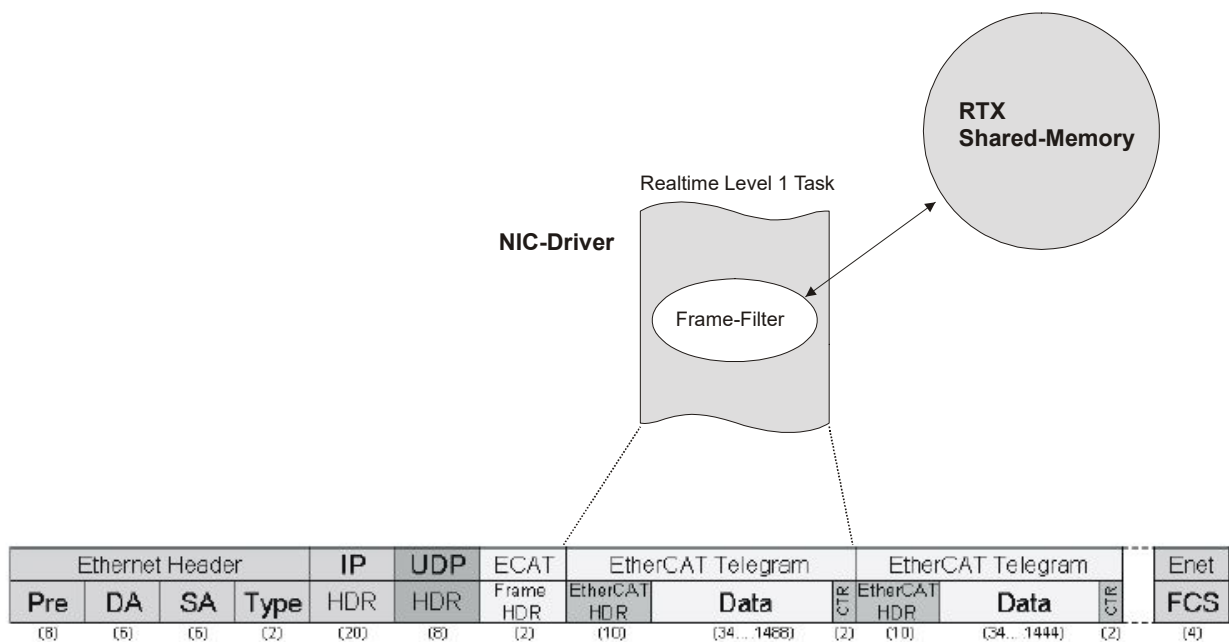 RTX
Shared-Memory
Realtime Level 1 Task
NIC-Driver
Frame-Filter
Ethernet Header IP UDP ECAT EtherCAT Telegram EtherCAT Telegram Enet
Pre DA SA Type HDR HDR Frame HDR EtherCAT HDR Data CTR EtherCAT HDR Data CTR FCS
(8) (6) (6) (2) (20) (8) (2) (10) (34....1488) (2) (10) (34....1444) (2) (4)